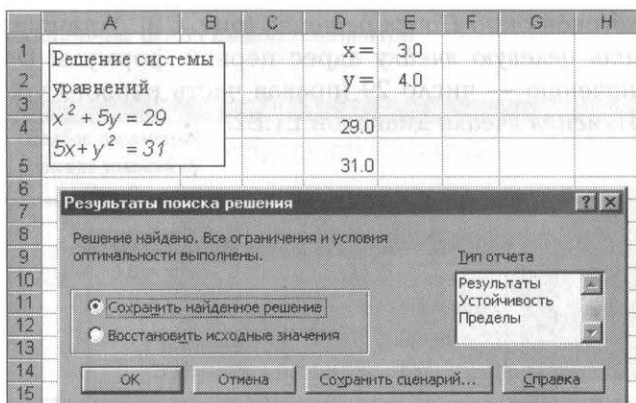 A B C D E F G H
1 x = 3.0
Решение системы
2 уравнений y = 4.0
3
x² + 5y = 29
4 29.0
5x + y² = 31
5 31.0
6
7 Результаты поиска решения
8 Решение найдено. Все ограничения и условия
9 оптимальности выполнены. Тип отчета
10 Результаты
11 Сохранить найденное решение Устойчивость
12 Пределы
Восстановить исходные значения
13
14 OK Отмена Сохранить сценарий... Справка
15